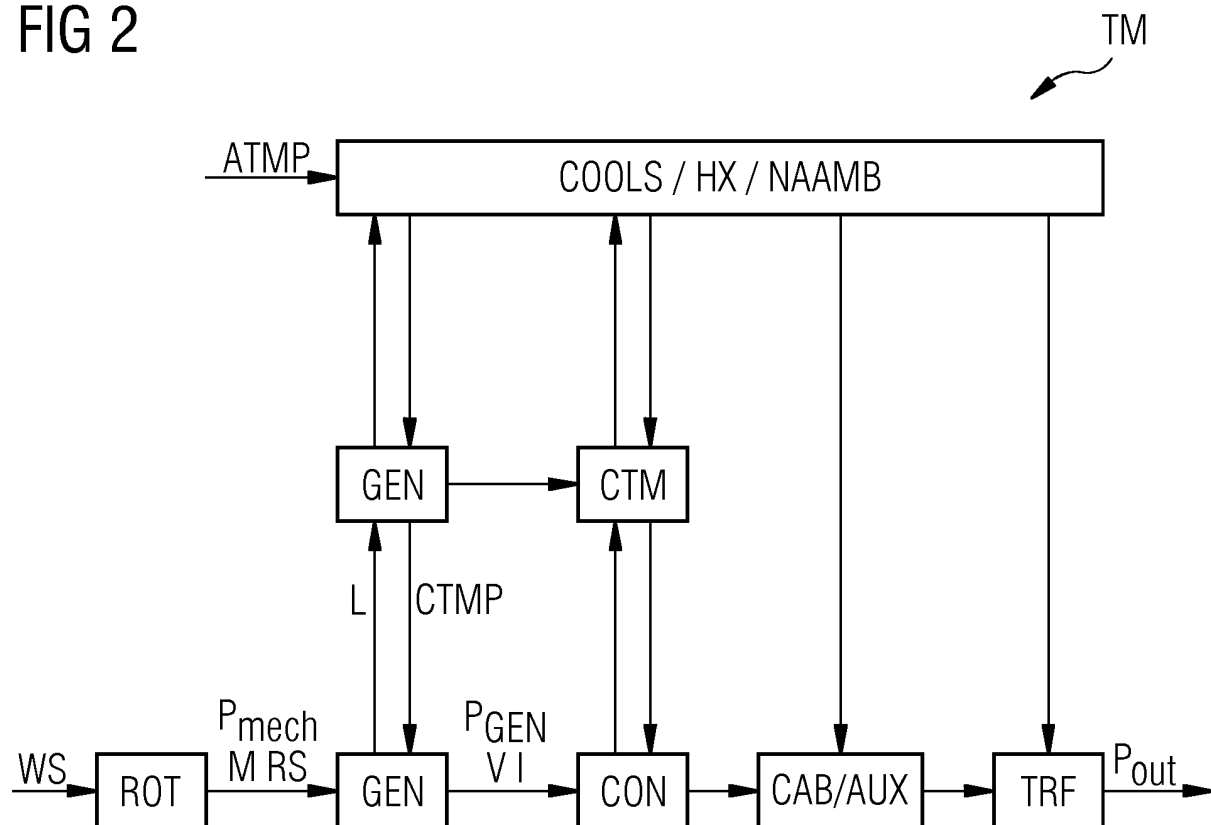 FIG 2
TM
ATMP
COOLS / HX / NAAMB
GEN
CTM
L
CTMP
Pmech
M RS
PGEN
V I
WS
ROT
GEN
CON
CAB/AUX
TRF
Pout